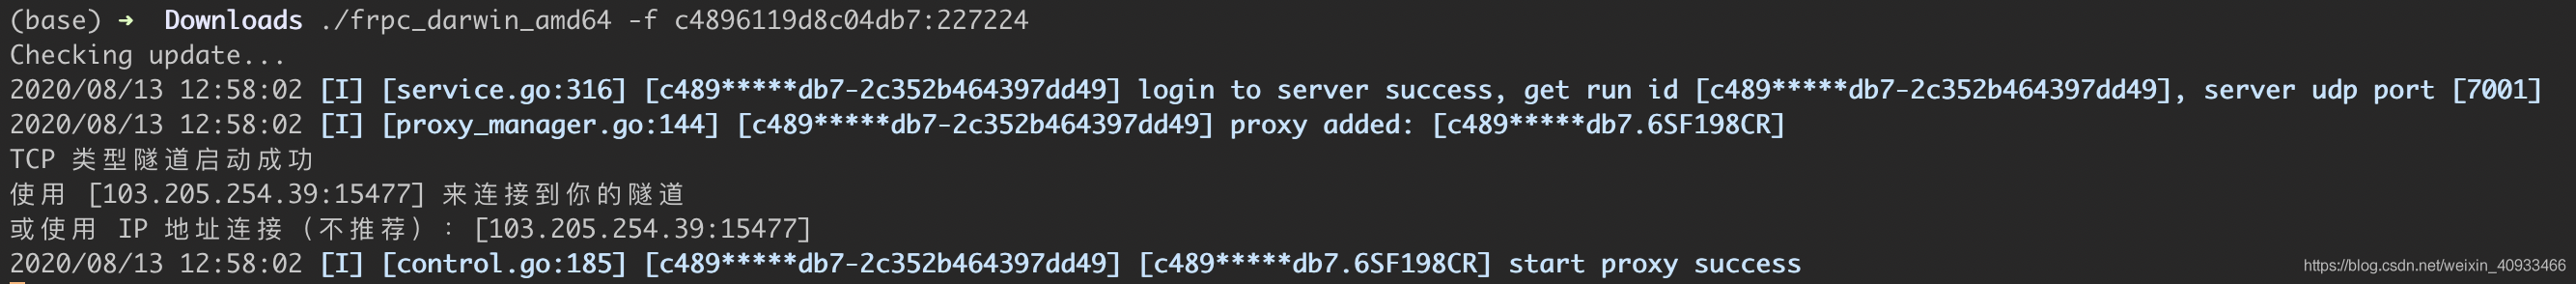 (base) ➜  Downloads ./frpc_darwin_amd64 -f c4896119d8c04db7:227224
Checking update...
2020/08/13 12:58:02 [I] [service.go:316] [c489*****db7-2c352b464397dd49] login to server success, get run id [c489*****db7-2c352b464397dd49], server udp port [7001]
2020/08/13 12:58:02 [I] [proxy_manager.go:144] [c489*****db7-2c352b464397dd49] proxy added: [c489*****db7.6SF198CR]
TCP 类型隧道启动成功
使用 [103.205.254.39:15477] 来连接到你的隧道
或使用 IP 地址连接（不推荐）：[103.205.254.39:15477]
2020/08/13 12:58:02 [I] [control.go:185] [c489*****db7-2c352b464397dd49] [c489*****db7.6SF198CR] start proxy success
https://blog.csdn.net/weixin_40933466